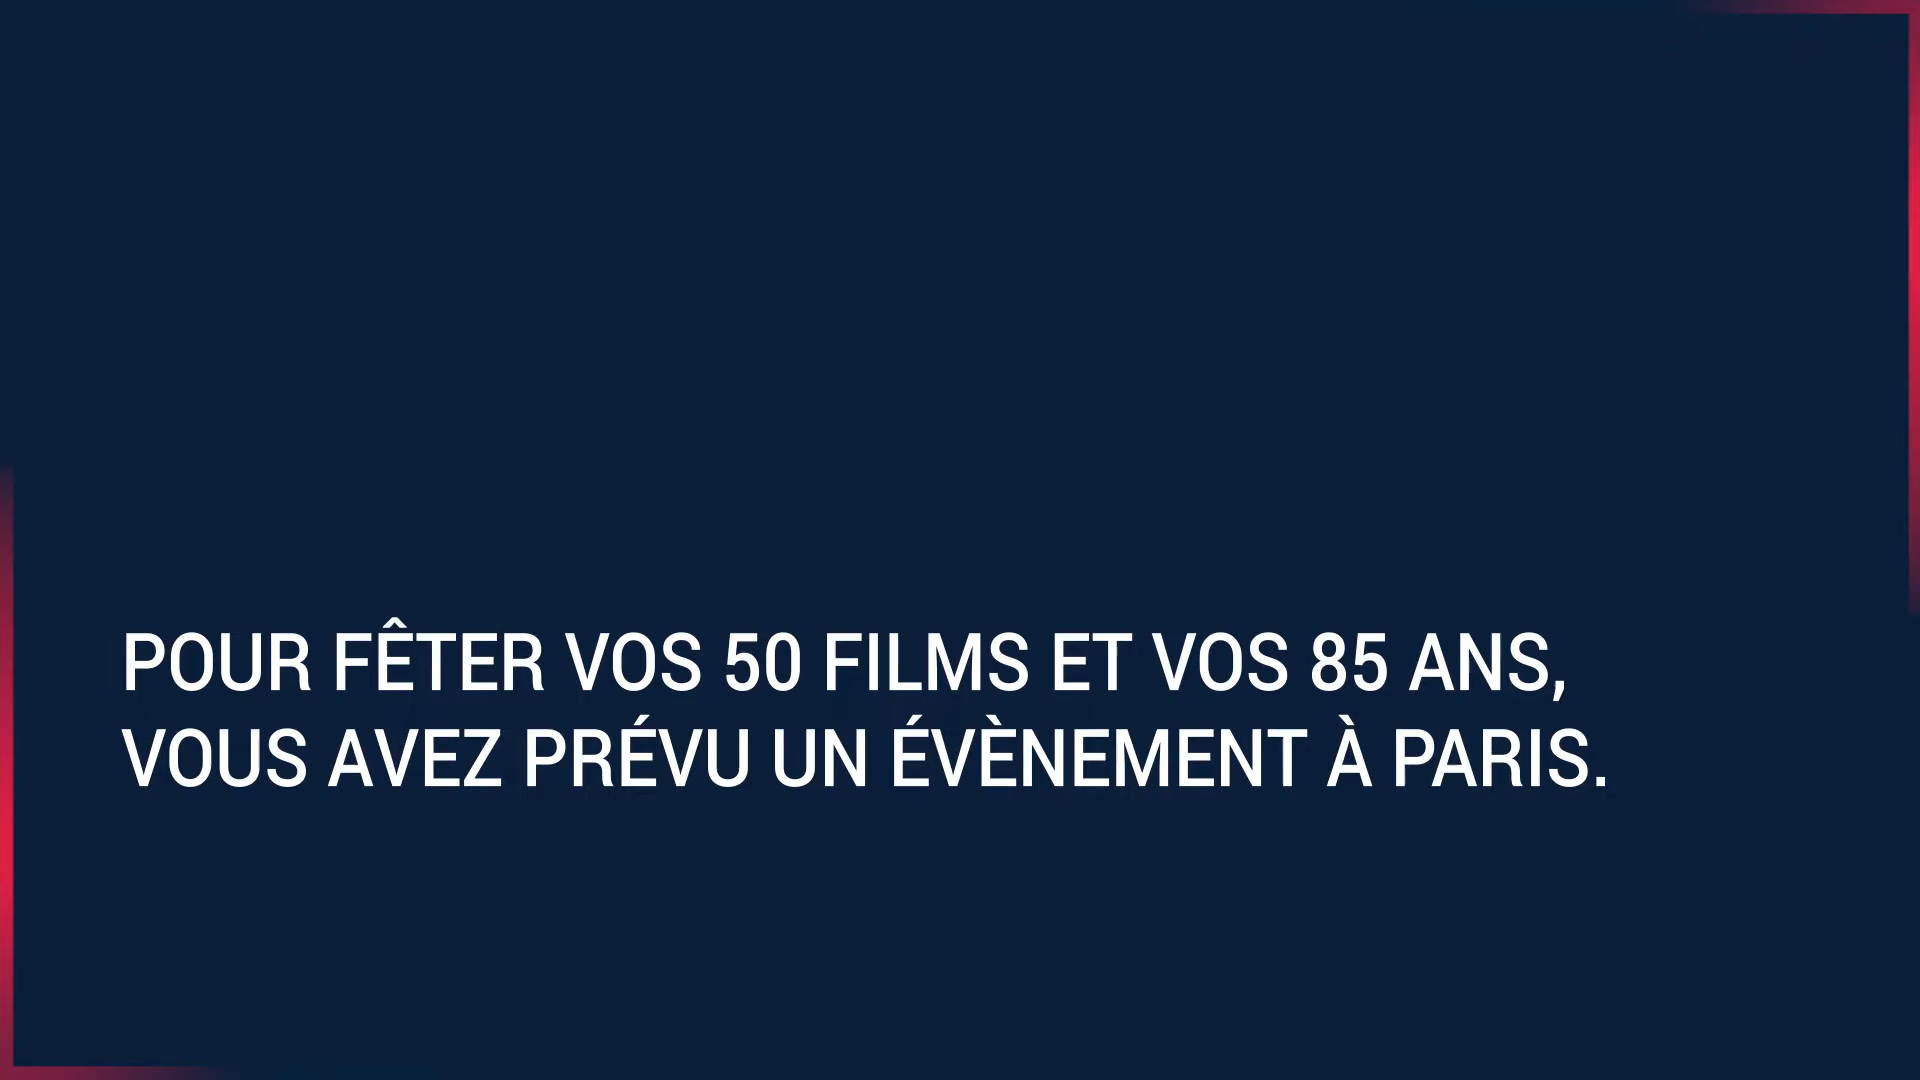 POUR FÊTER VOS 50 FILMS ET VOS 85 ANS,
VOUS AVEZ PRÉVU UN ÉVÈNEMENT À PARIS.